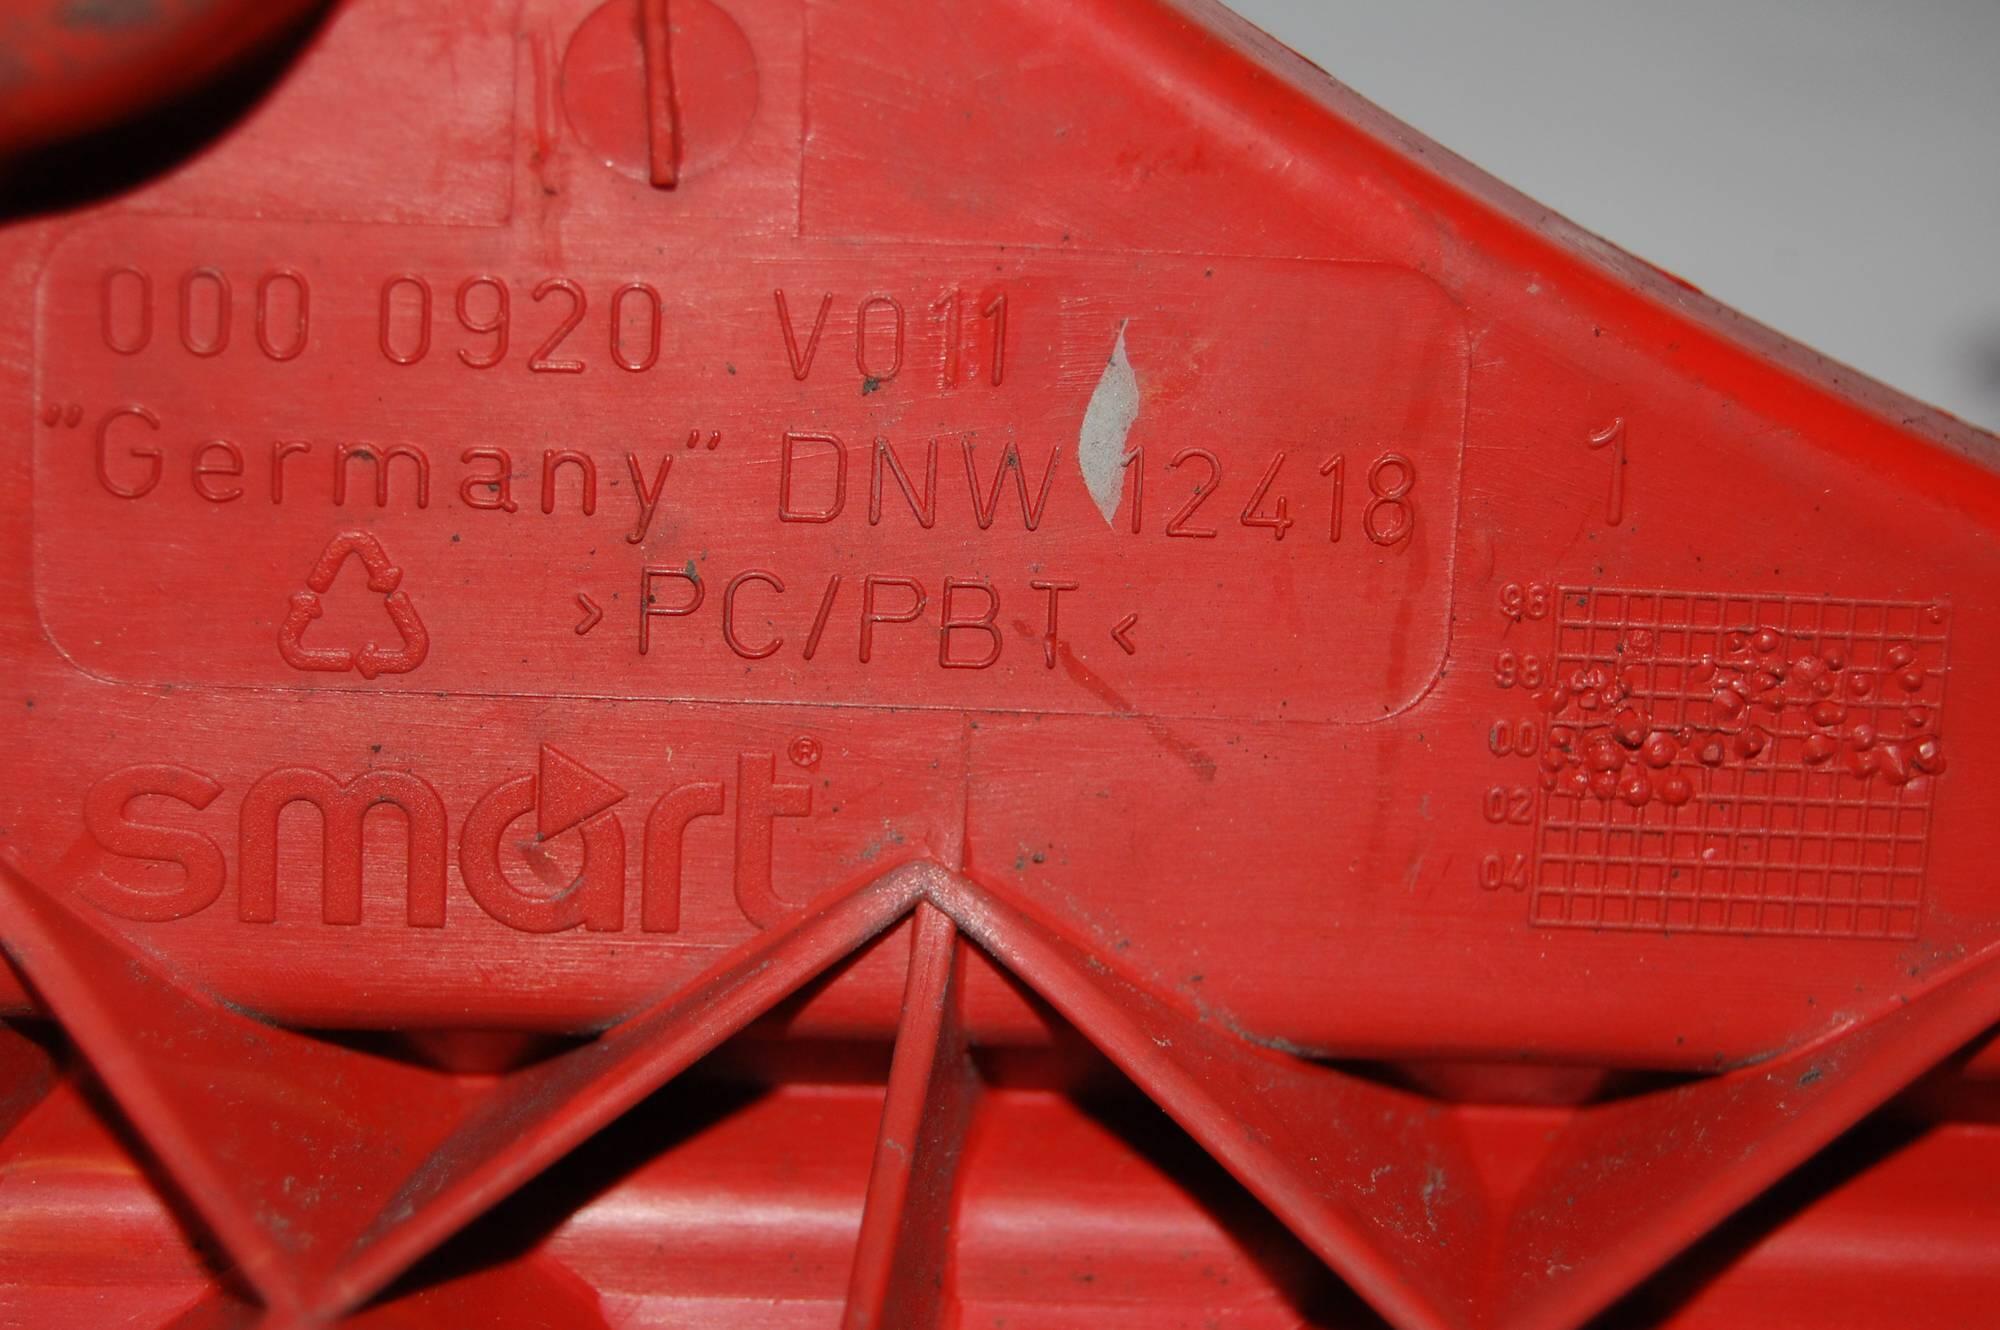 000 0920 V011
"Germany" DNW 12418
>PC/PBT<
1
98
98
00
02
04
smart®